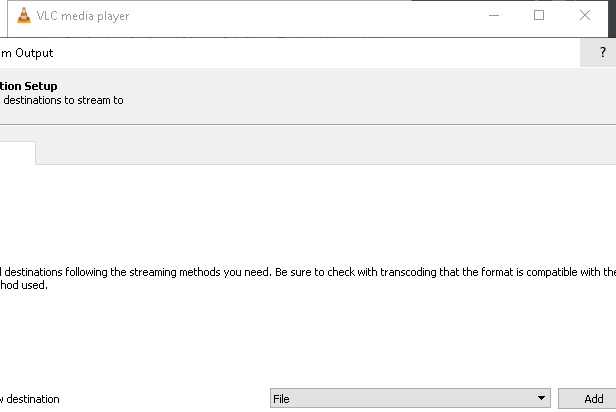 VLC media player
m Output
?
tion Setup
destinations to stream to
destinations following the streaming methods you need. Be sure to check with transcoding that the format is compatible with the
hod used.
destination
File
Add